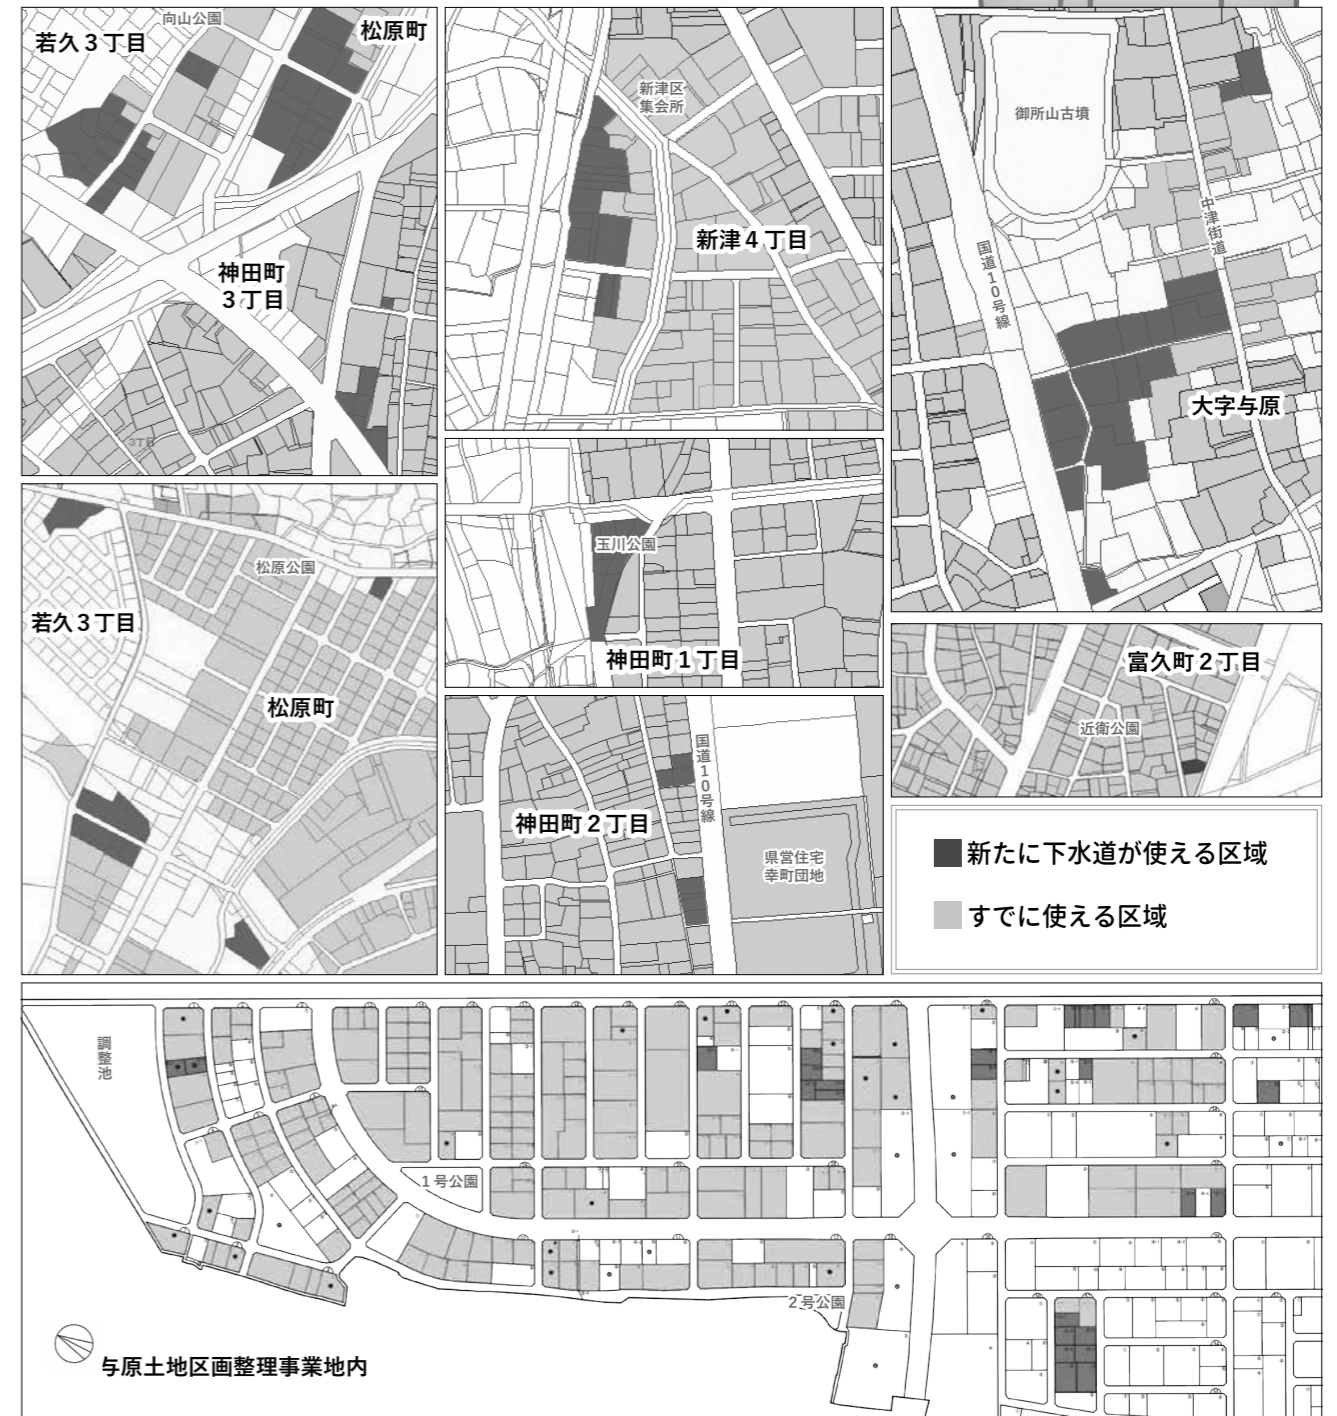 向山公園
若久３丁目
松原町
神田町
３丁目
3丁目
新津区
集会所
新津４丁目
御所山古墳
中津街道
国道10号線
大字与原
松原公園
若久３丁目
松原町
玉川公園
神田町１丁目
富久町２丁目
近衛公園
国道10号線
神田町２丁目
県営住宅
幸町団地
新たに下水道が使える区域
すでに使える区域
調整池
1号公園
2号公園
与原土地区画整理事業地内